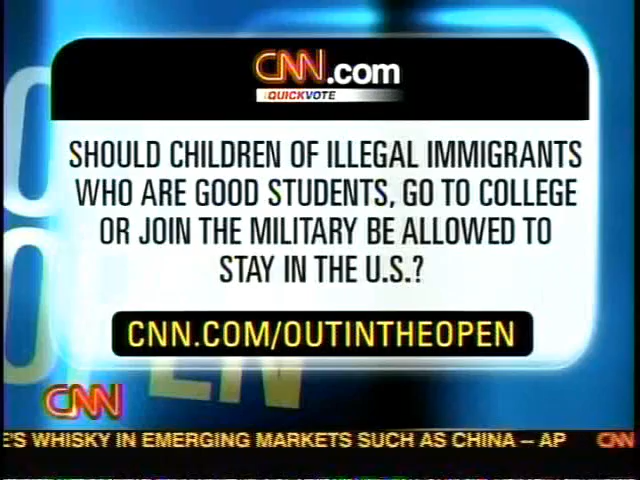 CNN.com
QUICKVOTE
SHOULD CHILDREN OF ILLEGAL IMMIGRANTS
WHO ARE GOOD STUDENTS, GO TO COLLEGE
OR JOIN THE MILITARY BE ALLOWED TO
STAY IN THE U.S.?
CNN.COM/OUTINTHEOPEN
OPEN
CNN
E'S WHISKY IN EMERGING MARKETS SUCH AS CHINA – AP CNN